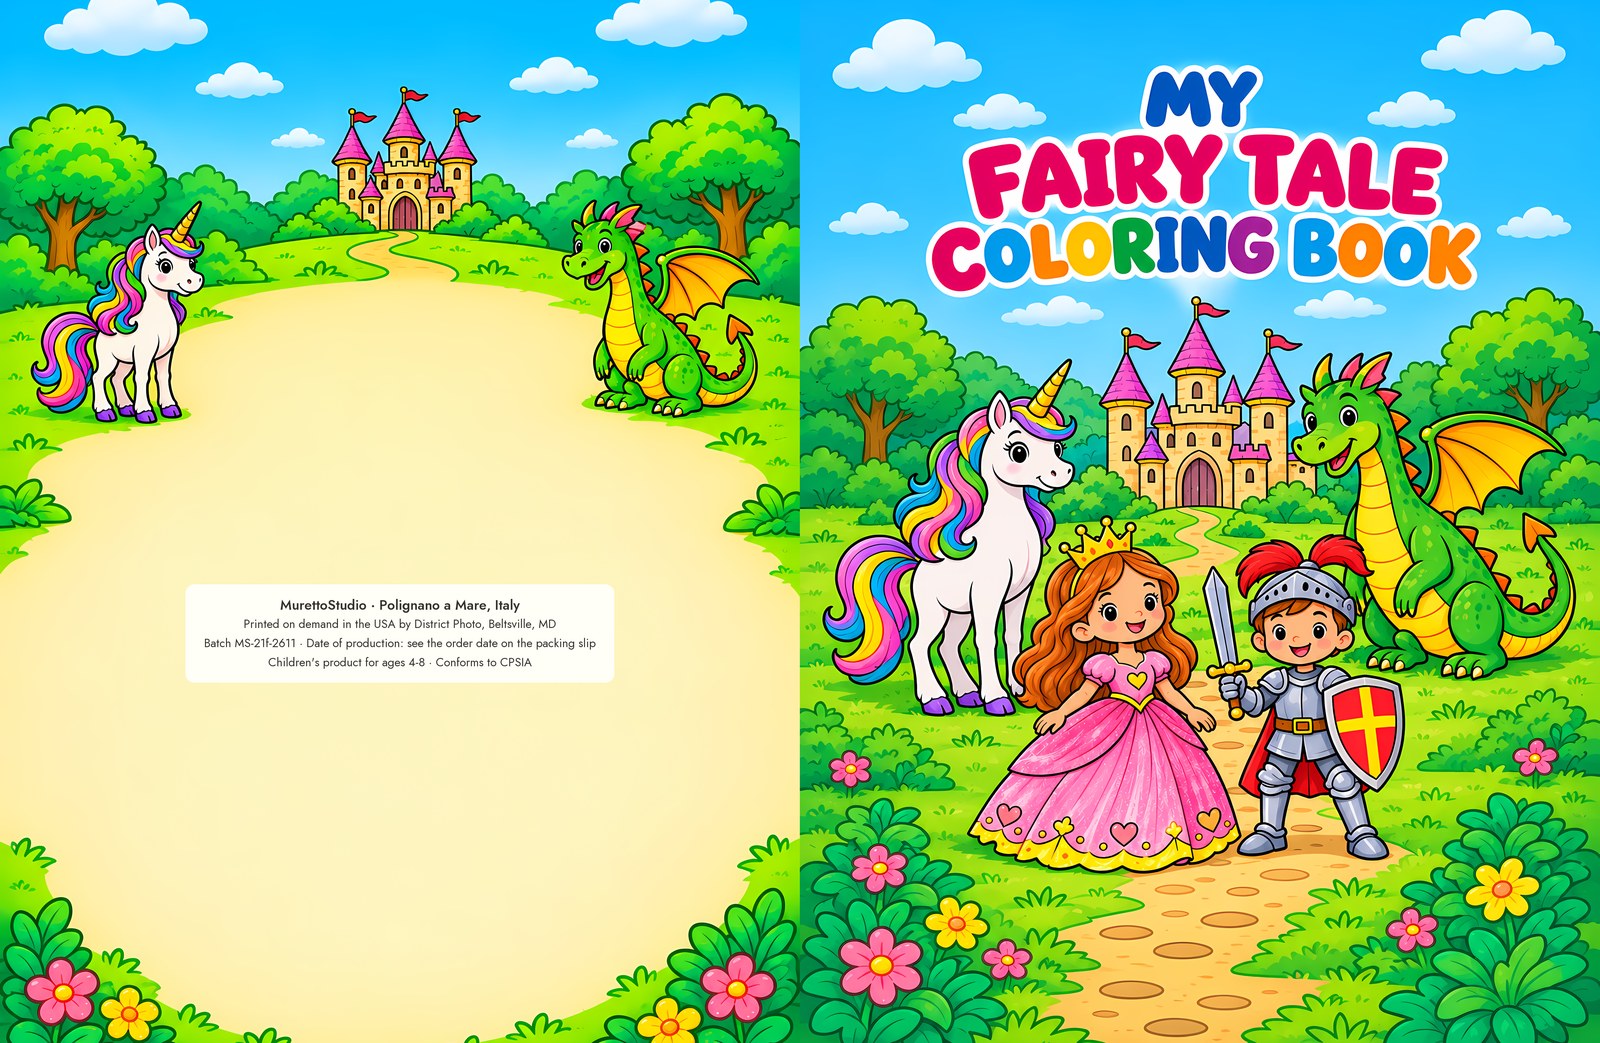 MurettoStudio · Polignano a Mare, Italy
Printed on demand in the USA by District Photo, Beltsville, MD
Batch MS-21f-2611 · Date of production: see the order date on the packing slip
Children's product for ages 4-8 · Conforms to CPSIA
MY
FAIRY TALE
COLORING BOOK